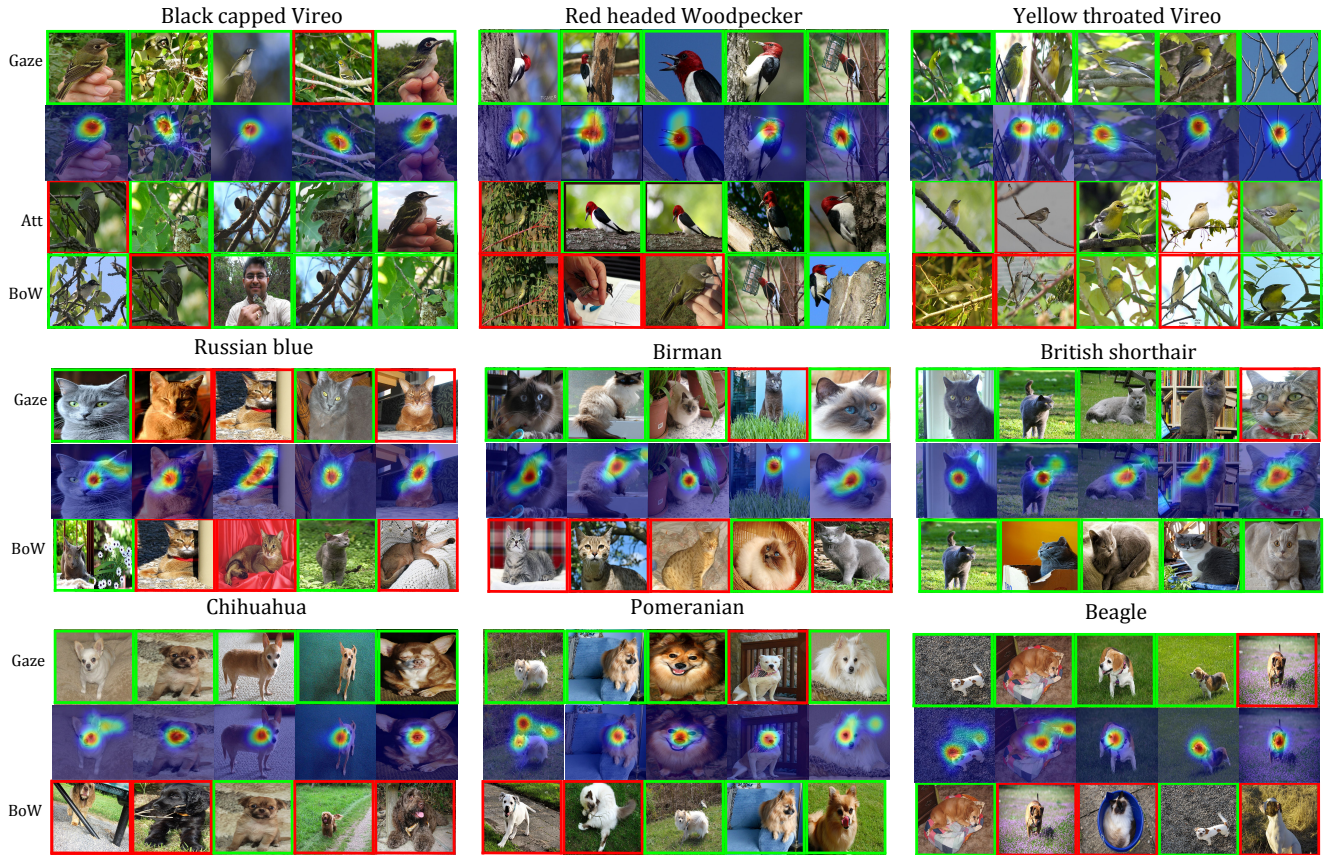 Black capped Vireo
Red headed Woodpecker
Yellow throated Vireo
Gaze
Att
BoW
Russian blue
Birman
British shorthair
Gaze
BoW
Chihuahua
Pomeranian
Beagle
Gaze
BoW